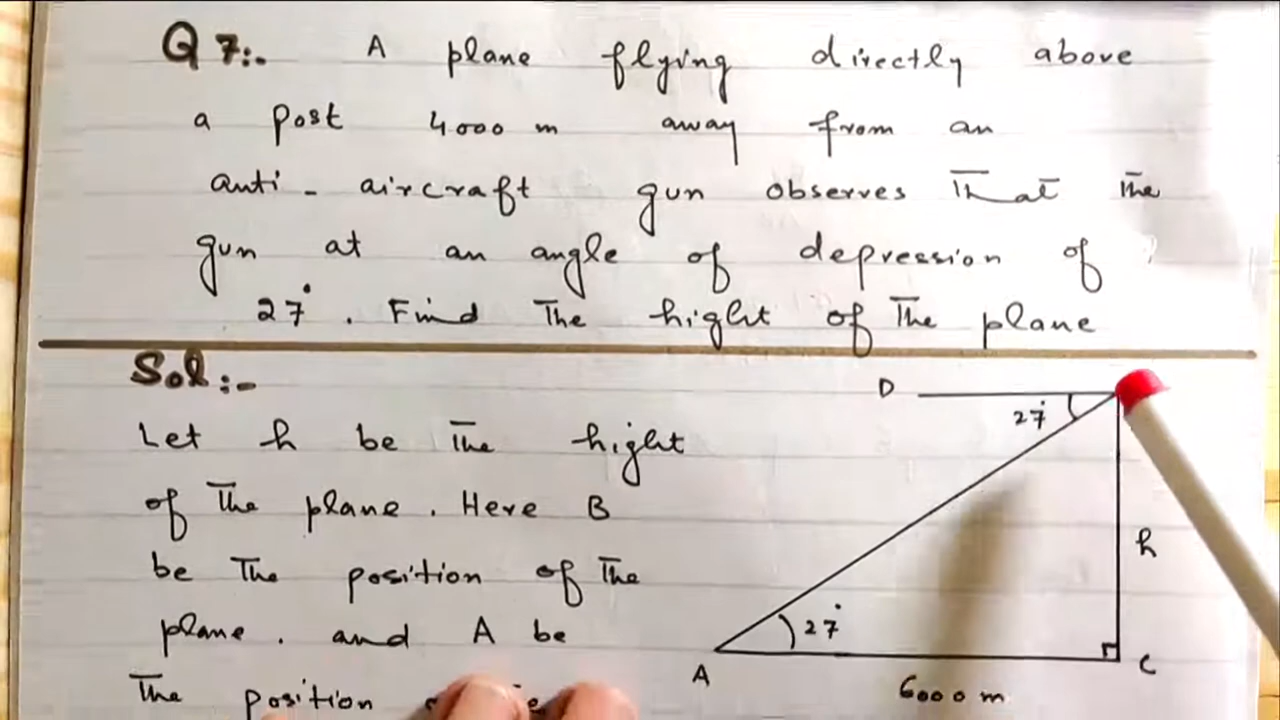 Q 7:- A plane flying directly above
a post 4000 m away from an
anti - aircraft gun observes That the
gun at an angle of depression of
27° . Find The hight of The plane
Sol:-
Let h be The hight
of The plane . Here B
be The position of The
plane . and A be
The position
D
27°
h
27°
A
C
6000 m